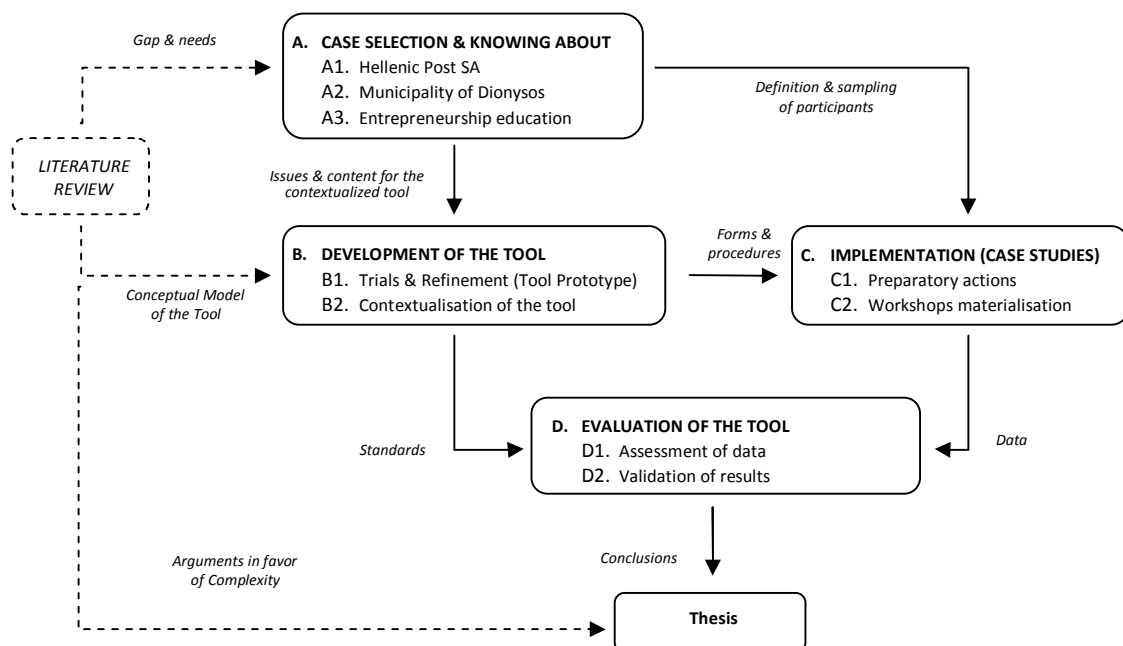 Gap & needs
A. CASE SELECTION & KNOWING ABOUT
A1. Hellenic Post SA
A2. Municipality of Dionysos
A3. Entrepreneurship education
Definition & sampling
of participants
LITERATURE
REVIEW
Issues & content for the
contextualized tool
B. DEVELOPMENT OF THE TOOL
B1. Trials & Refinement (Tool Prototype)
B2. Contextualisation of the tool
Forms &
procedures
C. IMPLEMENTATION (CASE STUDIES)
C1. Preparatory actions
C2. Workshops materialisation
Conceptual Model
of the Tool
D. EVALUATION OF THE TOOL
D1. Assessment of data
D2. Validation of results
Standards
Data
Arguments in favor
of Complexity
Conclusions
Thesis